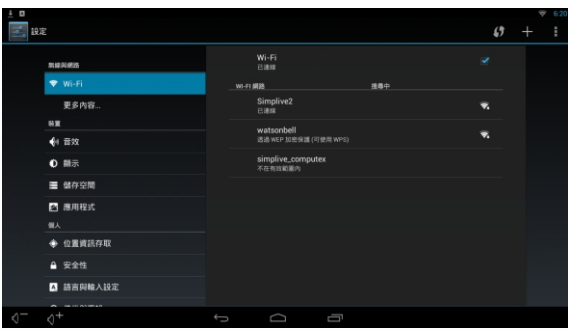 6:20
設定
無線與網路
Wi-Fi
更多內容...
裝置
音效
顯示
儲存空間
應用程式
個人
位置資訊存取
安全性
A 語言與輸入設定
Wi-Fi
已連線
WI-FI 網路
搜尋中
Simplive2
已連線
watsonbell
透過 WEP 加密保護 (可使用 WPS)
simplive_computex
不在有效範圍內